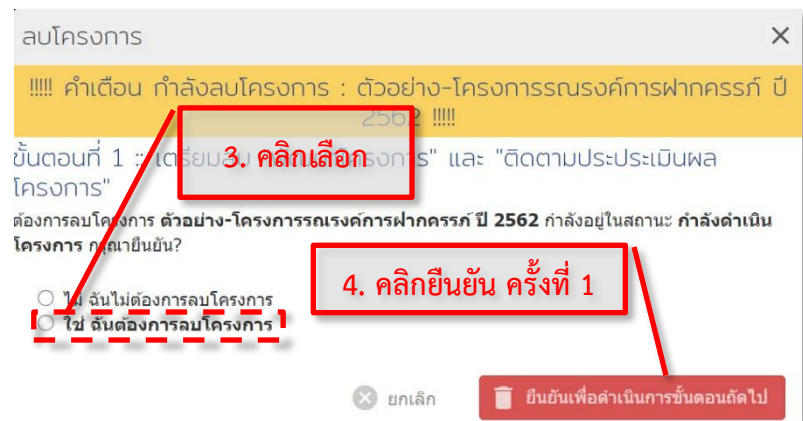 ลบโครงการ
!!!!! คำเตือน กำลังลบโครงการ : ตัวอย่าง-โครงการรณรงค์การฝากครรภ์ ปี
2562 !!!!!
ขั้นตอนที่ 1 :: เตรียมลบ โครงการ" และ "ติดตามประประเมินผล
โครงการ"
3. คลิกเลือก
ต้องการลบโครงการ ตัวอย่าง-โครงการรณรงค์การฝากครรภ์ ปี 2562 กำลังอยู่ในสถานะ กำลังดำเนิน
โครงการ กรุณายืนยัน?
4. คลิกยืนยัน ครั้งที่ 1
ไม่ ฉันไม่ต้องการลบโครงการ
ใช่ ฉันต้องการลบโครงการ
ยกเลิก
ยืนยันเพื่อดำเนินการขั้นตอนถัดไป